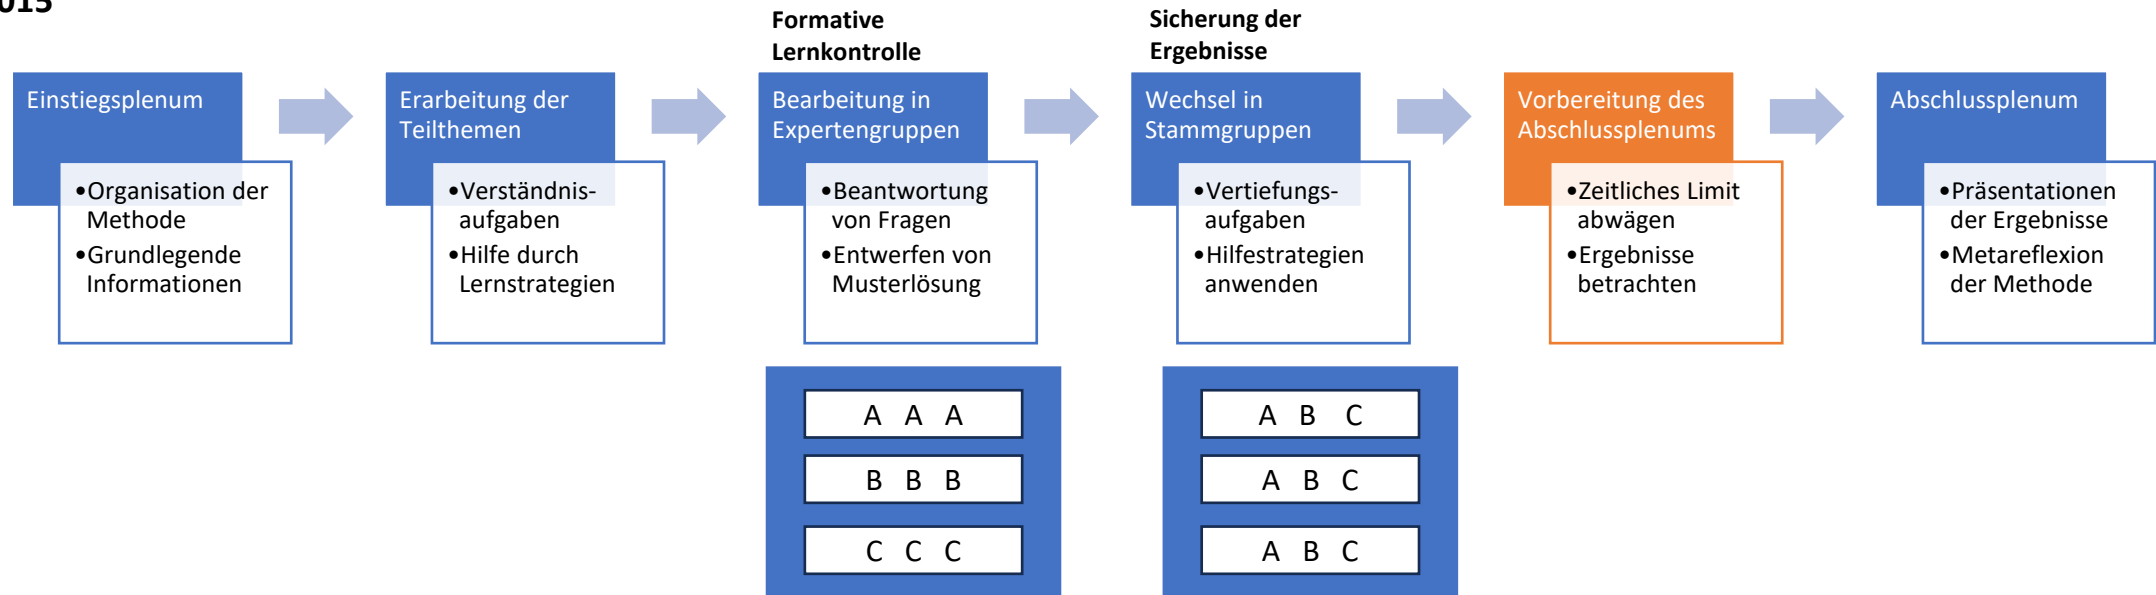 Formative
Lernkontrolle
Sicherung der
Ergebnisse
Einstiegsplenum
•Organisation der
Methode
•Grundlegende
Informationen
Erarbeitung der
Teilthemen
•Verständnis-
aufgaben
•Hilfe durch
Lernstrategien
Bearbeitung in
Expertengruppen
•Beantwortung
von Fragen
•Entwerfen von
Musterlösung
Wechsel in
Stammgruppen
•Vertiefungs-
aufgaben
•Hilfestrategien
anwenden
Vorbereitung des
Abschlussplenums
•Zeitliches Limit
abwägen
•Ergebnisse
betrachten
Abschlussplenum
•Präsentationen
der Ergebnisse
•Metareflexion
der Methode
A A A
B B B
C C C
A B C
A B C
A B C